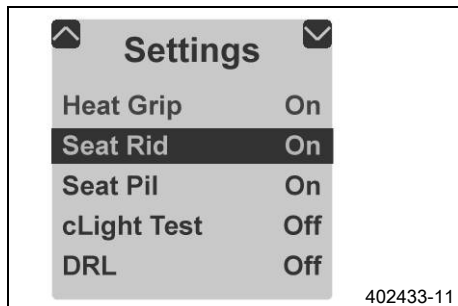 Settings
Heat Grip On
Seat Rid On
Seat Pil On
cLight Test Off
DRL Off
402433-11